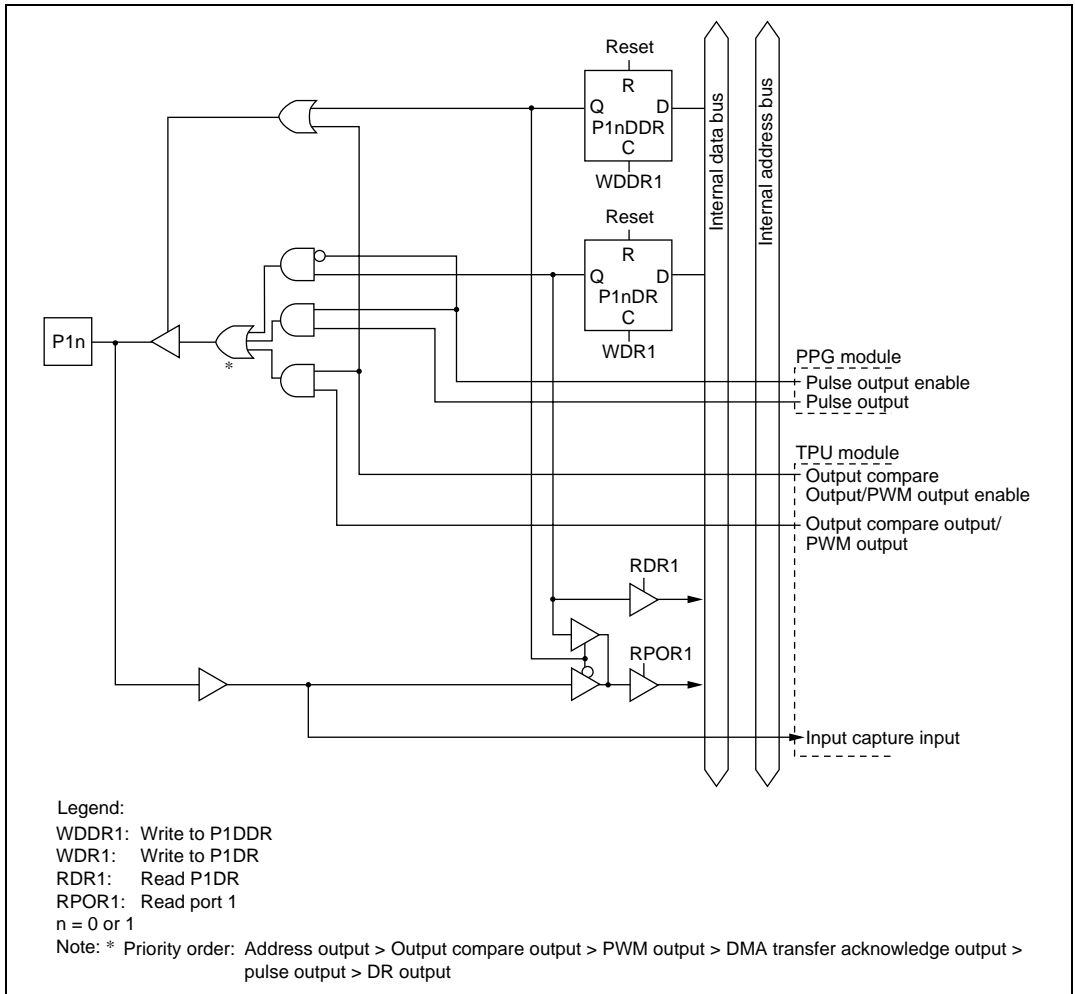 Reset
R
Q D
P1nDDR
C
WDDR1
Reset
R
Q D
P1nDR
C
WDR1
Internal data bus
Internal address bus
P1n
*
PPG module
Pulse output enable
Pulse output
TPU module
Output compare
Output/PWM output enable
Output compare output/
PWM output
RDR1
RPOR1
Input capture input
Legend:
WDDR1: Write to P1DDR
WDR1: Write to P1DR
RDR1: Read P1DR
RPOR1: Read port 1
n = 0 or 1
Note: * Priority order: Address output > Output compare output > PWM output > DMA transfer acknowledge output >
pulse output > DR output